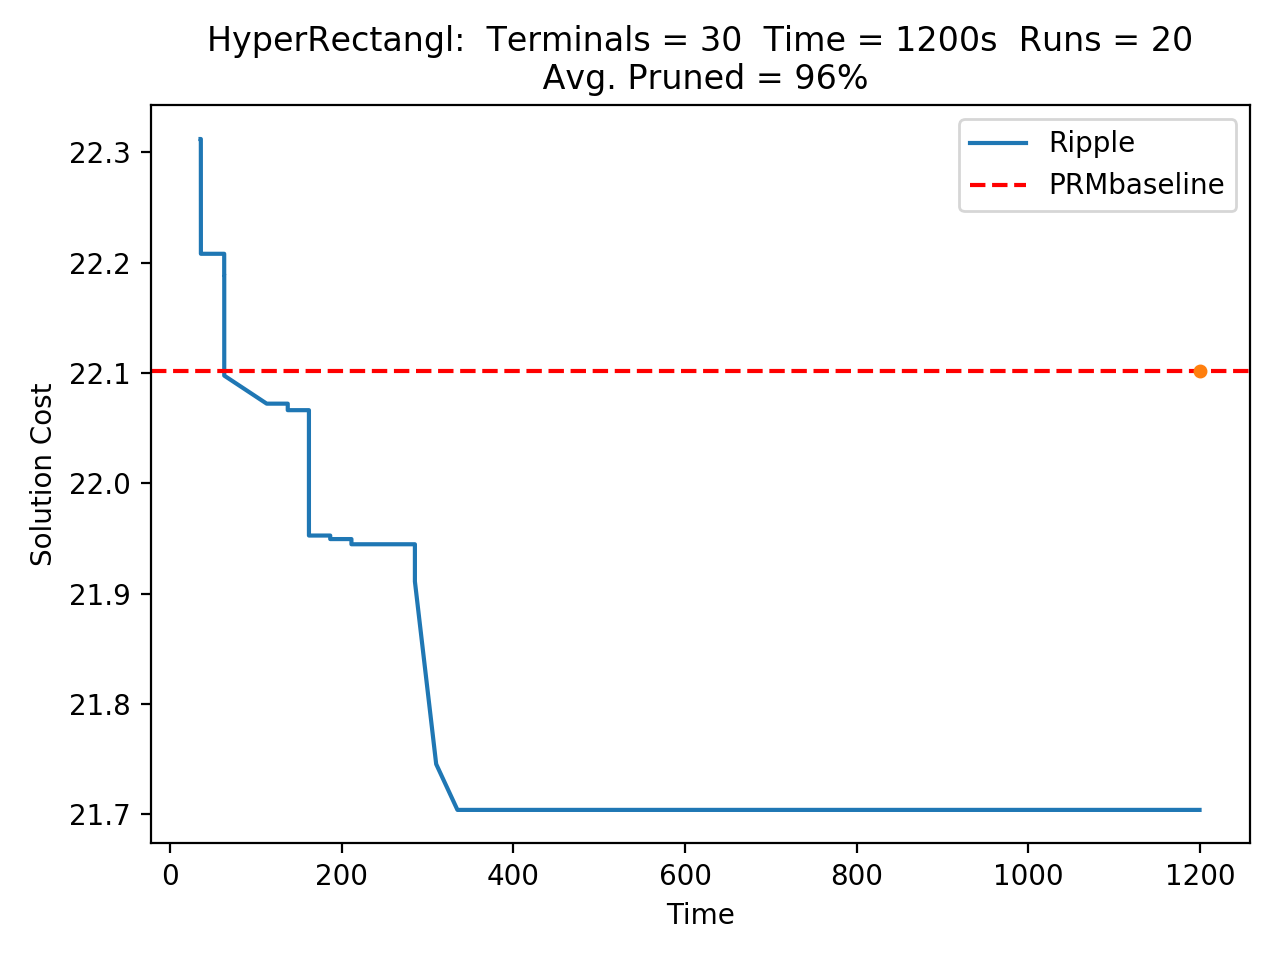 HyperRectangl:  Terminals = 30  Time = 1200s  Runs = 20
Avg. Pruned = 96%
Ripple
PRMbaseline
Solution Cost
22.3
22.2
22.1
22.0
21.9
21.8
21.7
0 200 400 600 800 1000 1200
Time